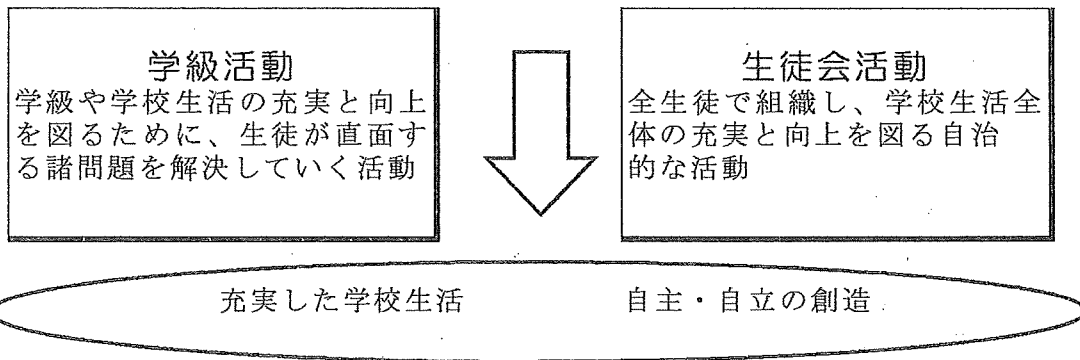 学級活動
学級や学校生活の充実と向上
を図るために、生徒が直面す
る諸問題を解決していく活動
生徒会活動
全生徒で組織し、学校生活全
体の充実と向上を図る自治
的な活動
充実した学校生活
自主・自立の創造